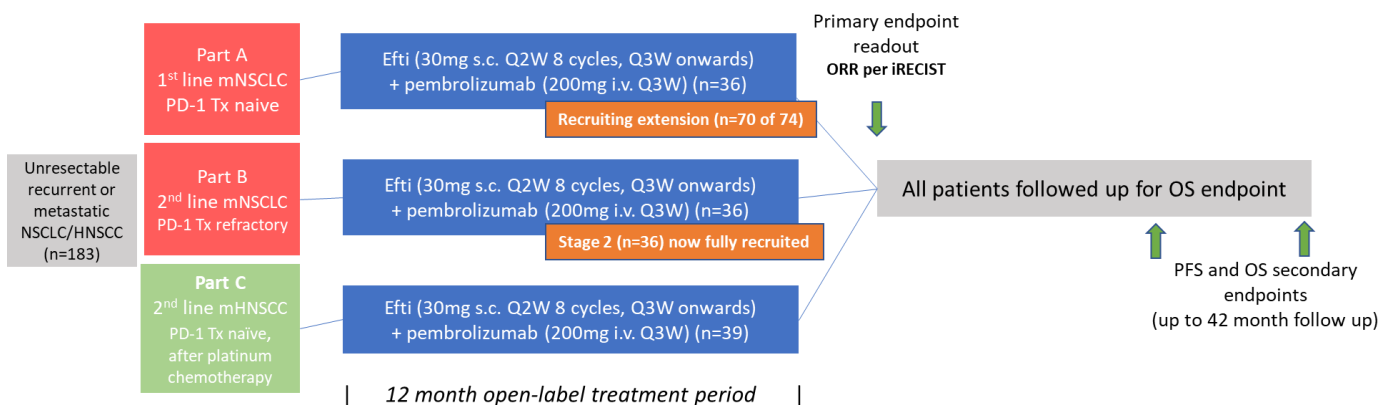 Unresectable
recurrent or
metastatic
NSCLC/HNSCC
(n=183)
Part A
1st line mNSCLC
PD-1 Tx naive
Efti (30mg s.c. Q2W 8 cycles, Q3W onwards)
+ pembrolizumab (200mg i.v. Q3W) (n=36)
Recruiting extension (n=70 of 74)
Part B
2nd line mNSCLC
PD-1 Tx refractory
Efti (30mg s.c. Q2W 8 cycles, Q3W onwards)
+ pembrolizumab (200mg i.v. Q3W) (n=36)
Stage 2 (n=36) now fully recruited
Part C
2nd line mHNSCC
PD-1 Tx naïve,
after platinum
chemotherapy
Efti (30mg s.c. Q2W 8 cycles, Q3W onwards)
+ pembrolizumab (200mg i.v. Q3W) (n=39)
| 12 month open-label treatment period |
Primary endpoint
readout
ORR per iRECIST
All patients followed up for OS endpoint
PFS and OS secondary
endpoints
(up to 42 month follow up)